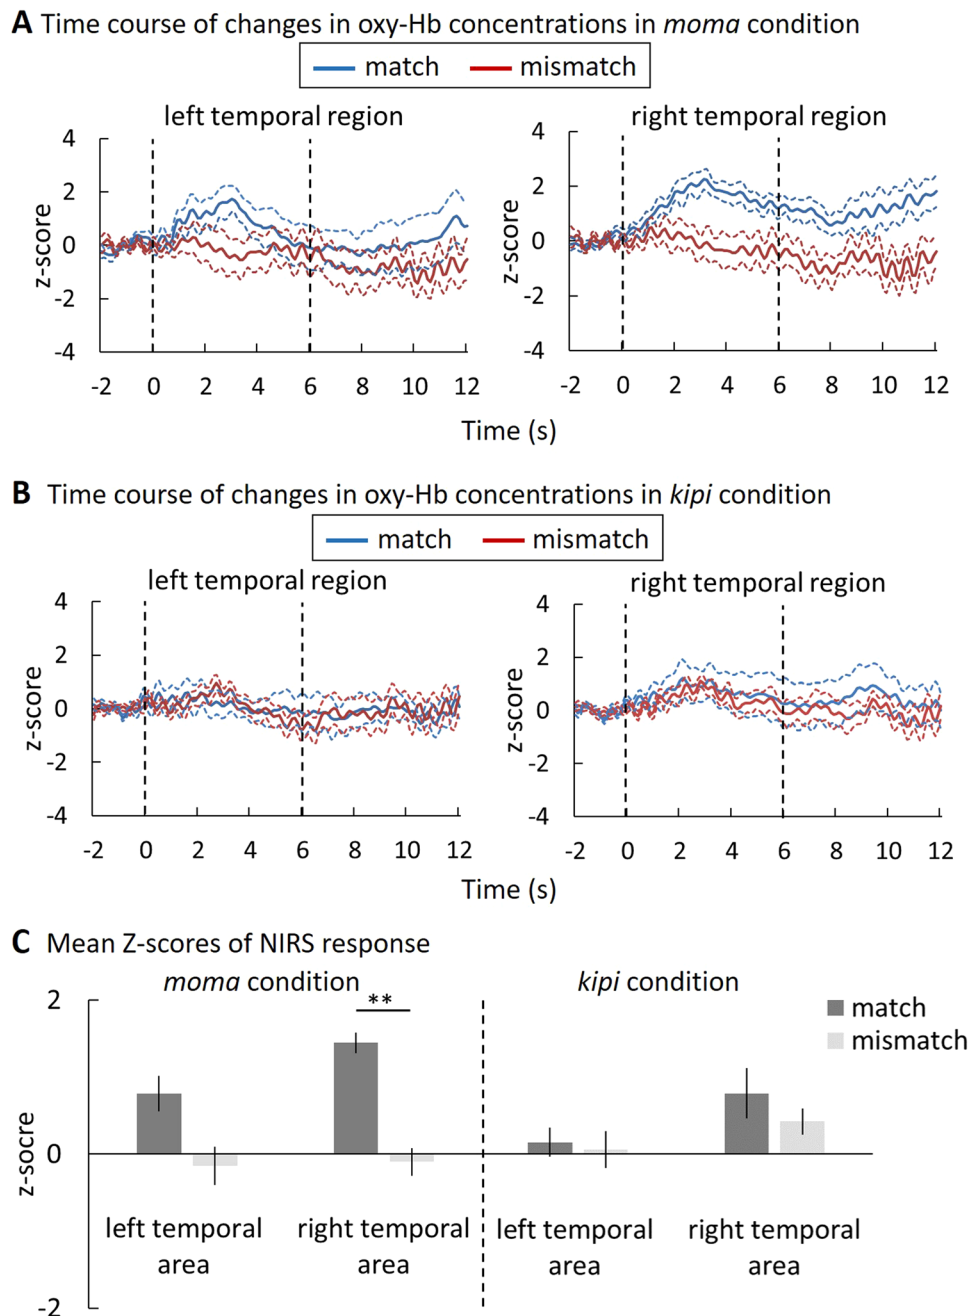 A Time course of changes in oxy-Hb concentrations in moma condition
match mismatch
left temporal region
right temporal region
z-score
4
2
0
-2
-4
-2 0 2 4 6 8 10 12
z-score
4
2
0
-2
-4
-2 0 2 4 6 8 10 12
Time (s)
B Time course of changes in oxy-Hb concentrations in kipi condition
match mismatch
left temporal region
right temporal region
z-score
4
2
0
-2
-4
-2 0 2 4 6 8 10 12
z-score
4
2
0
-2
-4
-2 0 2 4 6 8 10 12
Time (s)
C Mean Z-scores of NIRS response
moma condition
kipi condition
match
mismatch
**
z-socre
2
0
-2
left temporal
area
right temporal
area
left temporal
area
right temporal
area